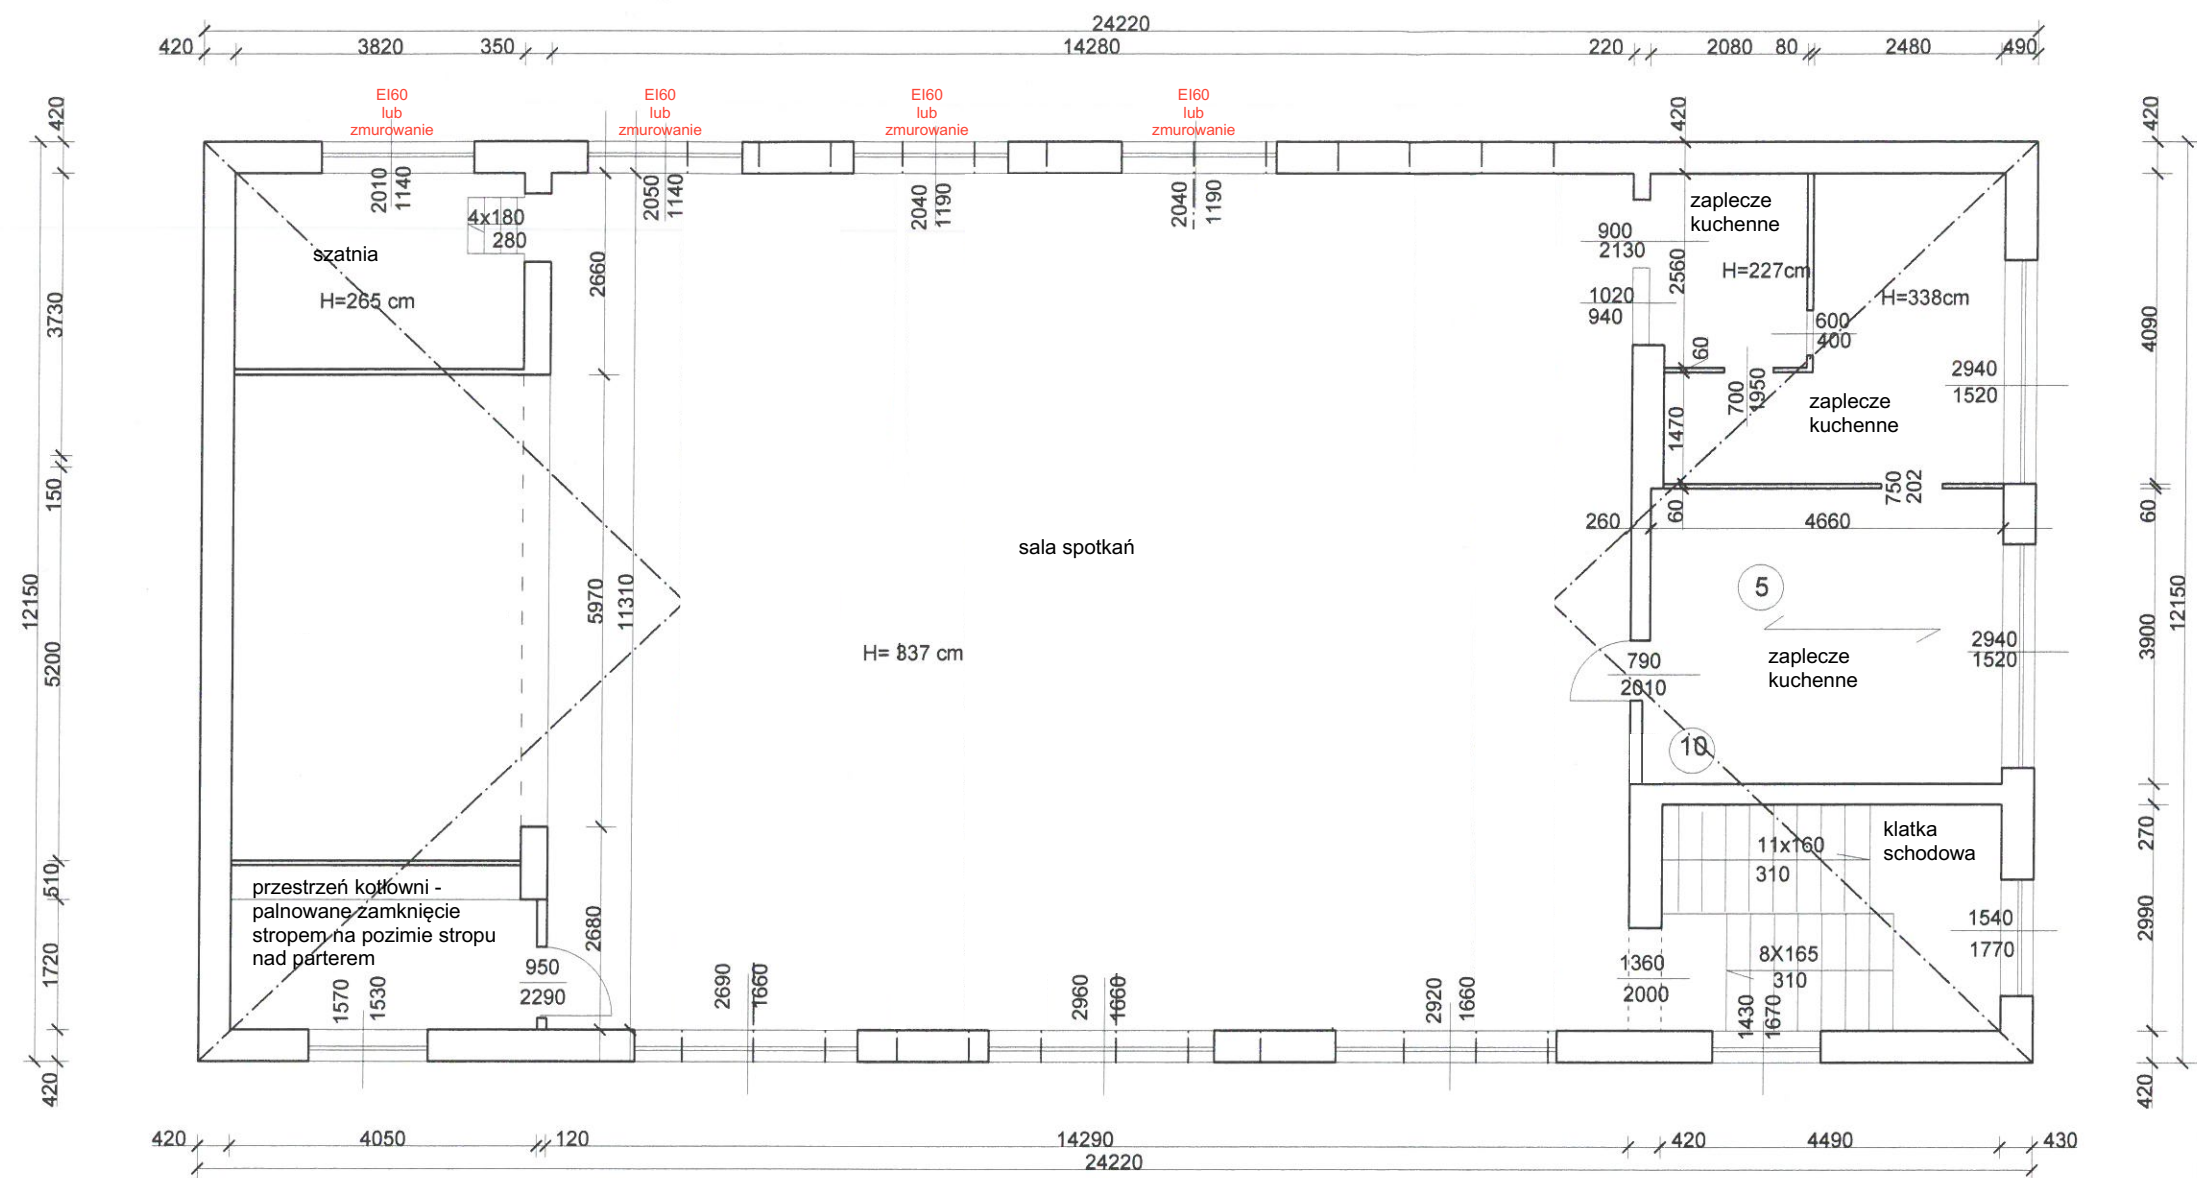 24220
420 3820 350 14280 220 2080 80 2480 490
EI60
lub
zmurowanie
EI60
lub
zmurowanie
EI60
lub
zmurowanie
EI60
lub
zmurowanie
420
420
420
2010
1140
2050
1140
2040
1190
2040
1190
4x180
280
szatnia
H=265 cm
2660
3730
900
2130
1020
940
2560
zaplecze
kuchenne
H=227cm
H=338cm
600
400
60
700
1950
1470
2940
1520
4090
zaplecze
kuchenne
750
202
150
60
260
4660
60
sala spotkań
5
12150
5200
5970
11310
H= 337 cm
790
2010
zaplecze
kuchenne
2940
1520
3900
12150
10
510
1720
420
przestrzeń kotłowni -
palnowane zamknięcie
stropem na pozimie stropu
nad parterem
2680
950
2290
1570
1530
2690
1660
2960
1660
2920
1660
1360
2000
klatka
schodowa
11x160
310
8X165
310
1430
1670
1540
1770
270
2990
420
420 4050 120 14290 420 4490 430
24220